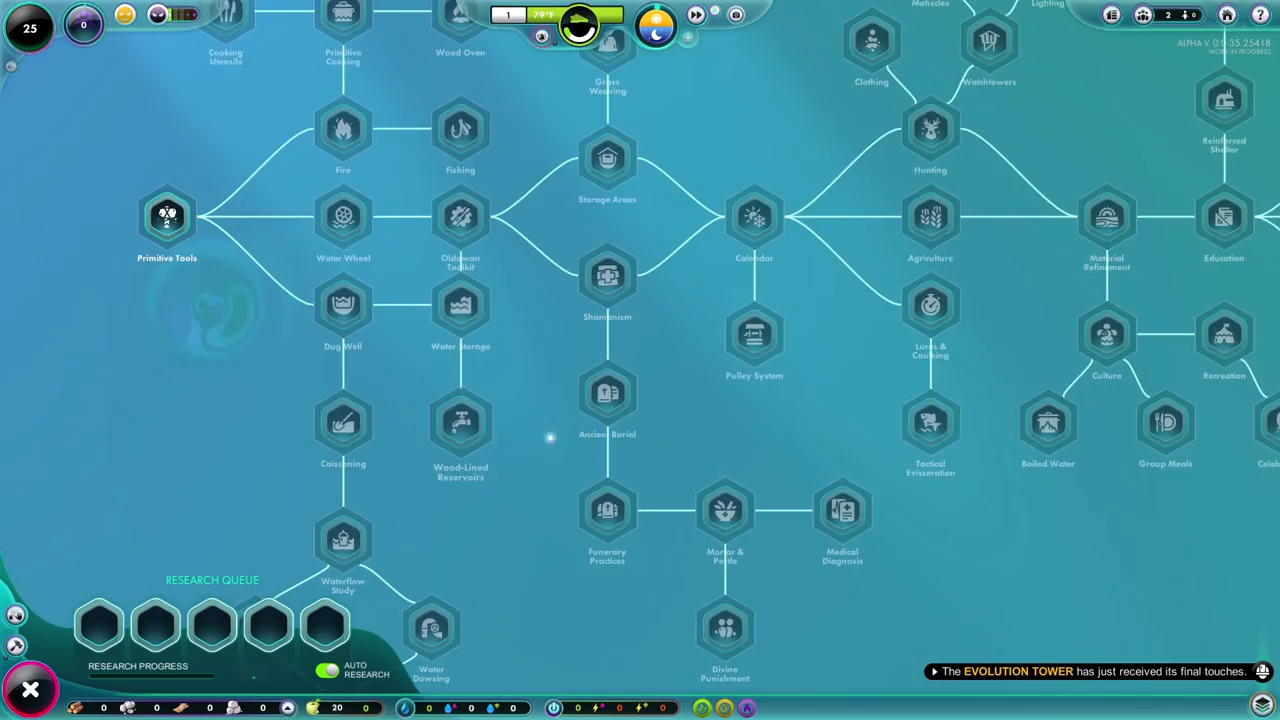 25
0
1
79°F
2
0
ALPHA V. 0.0.35.25418
WORK IN PROGRESS
Cooking
Utensils
Primitive
Cooking
Wood Oven
Grass
Weaving
Clothing
Watchtowers
Lighting
Reinforced
Shelter
Fire
Fishing
Storage Areas
Hunting
Primitive Tools
Water Wheel
Oldowan
Toolkit
Calendar
Agriculture
Material
Refinement
Education
Shamanism
Dug Well
Water Storage
Lures &
Caulking
Pulley System
Culture
Recreation
Ancient Burial
Caissoning
Wood-Lined
Reservoirs
Tactical
Evisceration
Boiled Water
Group Meals
Funerary
Practices
Mortar &
Pestle
Medical
Diagnosis
Waterflow
Study
Water
Dowsing
Divine
Punishment
RESEARCH QUEUE
RESEARCH PROGRESS
AUTO
RESEARCH
The EVOLUTION TOWER has just received its final touches.
0 0 0 0 20 0 0 0 0 0 0 0